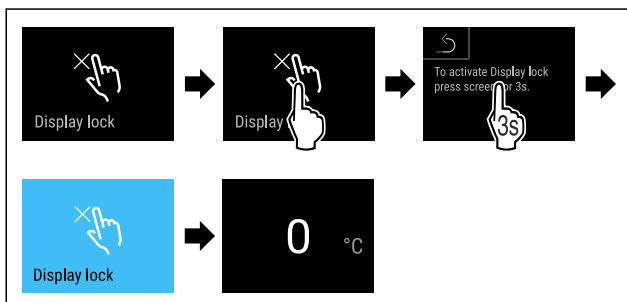 Display lock
Display
To activate Display lock
press screen for 3s.
3s
Display lock
0 °C